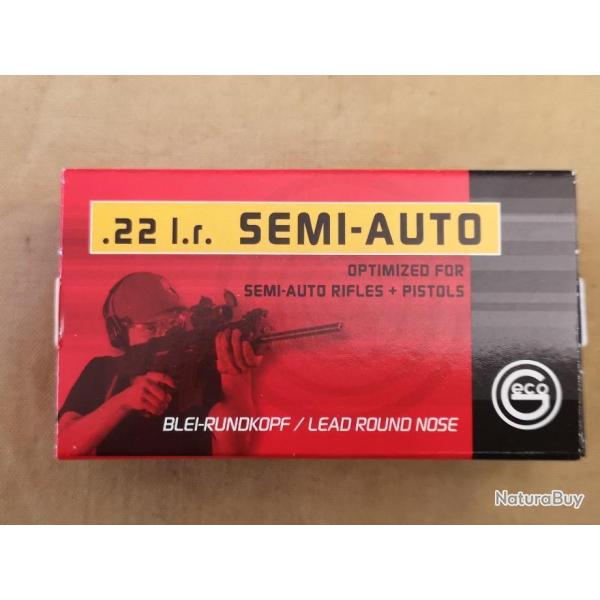 .22 l.r. SEMI-AUTO
OPTIMIZED FOR
SEMI-AUTO RIFLES + PISTOLS
Geco
BLEI-RUNDKOPF / LEAD ROUND NOSE
NaturaBuy